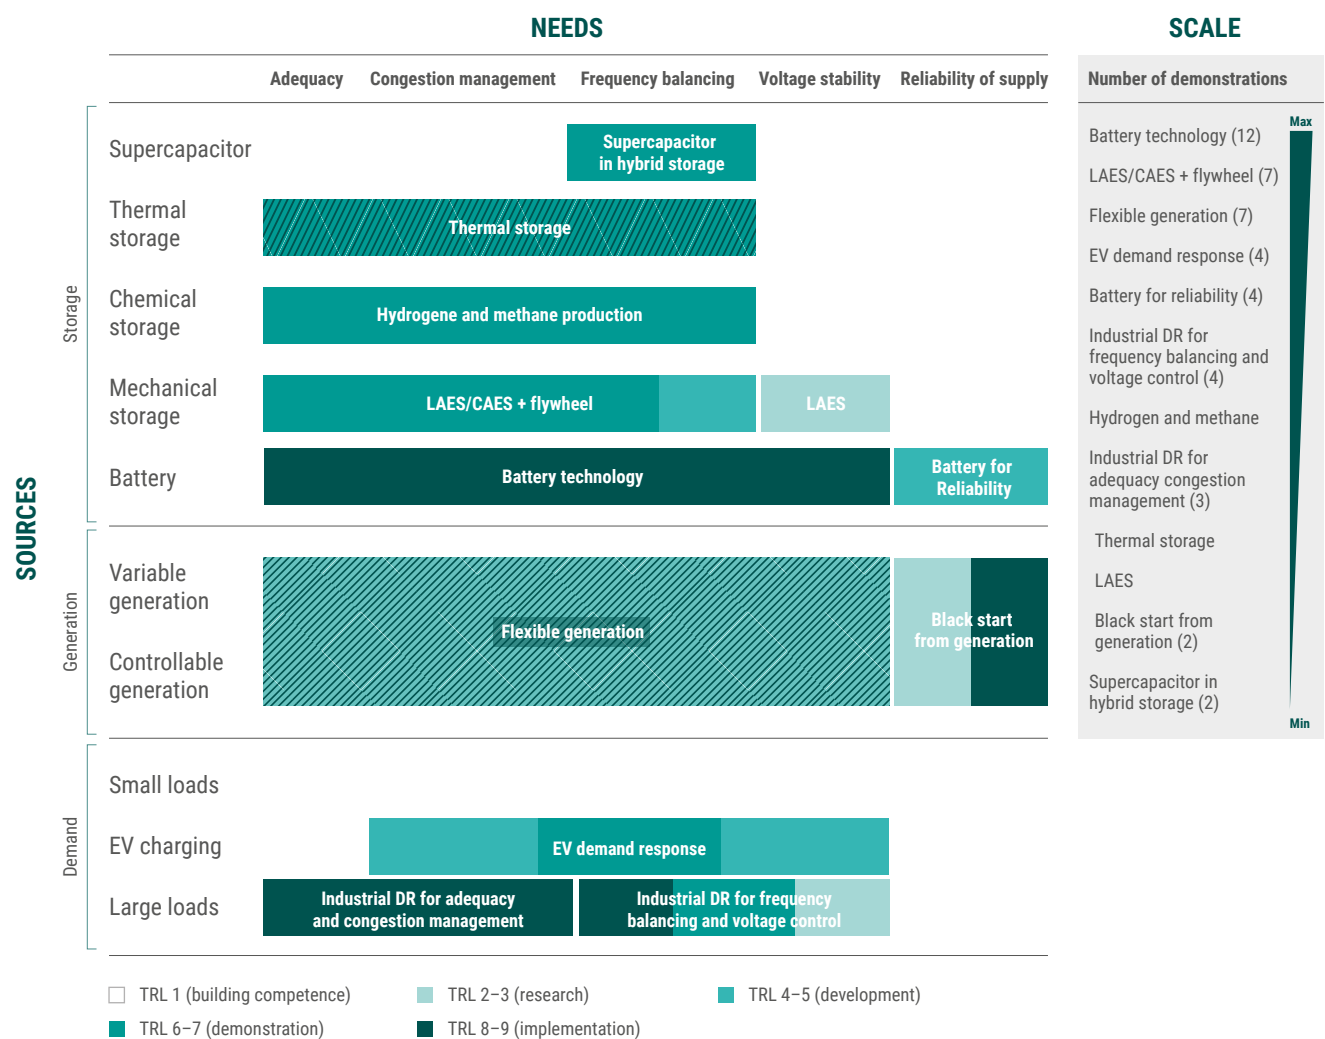 NEEDS
SCALE
Adequacy
Congestion management
Frequency balancing
Voltage stability
Reliability of supply
Number of demonstrations
SOURCES
Storage
Supercapacitor
Supercapacitor
in hybrid storage
Thermal
storage
Thermal storage
Chemical
storage
Hydrogene and methane production
Mechanical
storage
LAES/CAES + flywheel
LAES
Battery
Battery technology
Battery for
Reliability
Generation
Variable
generation
Controllable
generation
Flexible generation
Black start
from generation
Demand
Small loads
EV charging
EV demand response
Large loads
Industrial DR for adequacy
and congestion management
Industrial DR for frequency
balancing and voltage control
Max
Battery technology (12)
LAES/CAES + flywheel (7)
Flexible generation (7)
EV demand response (4)
Battery for reliability (4)
Industrial DR for
frequency balancing and
voltage control (4)
Hydrogen and methane
Industrial DR for
adequacy congestion
management (3)
Thermal storage
LAES
Black start from
generation (2)
Supercapacitor in
hybrid storage (2)
Min
TRL 1 (building competence)
TRL 2–3 (research)
TRL 4–5 (development)
TRL 6–7 (demonstration)
TRL 8–9 (implementation)